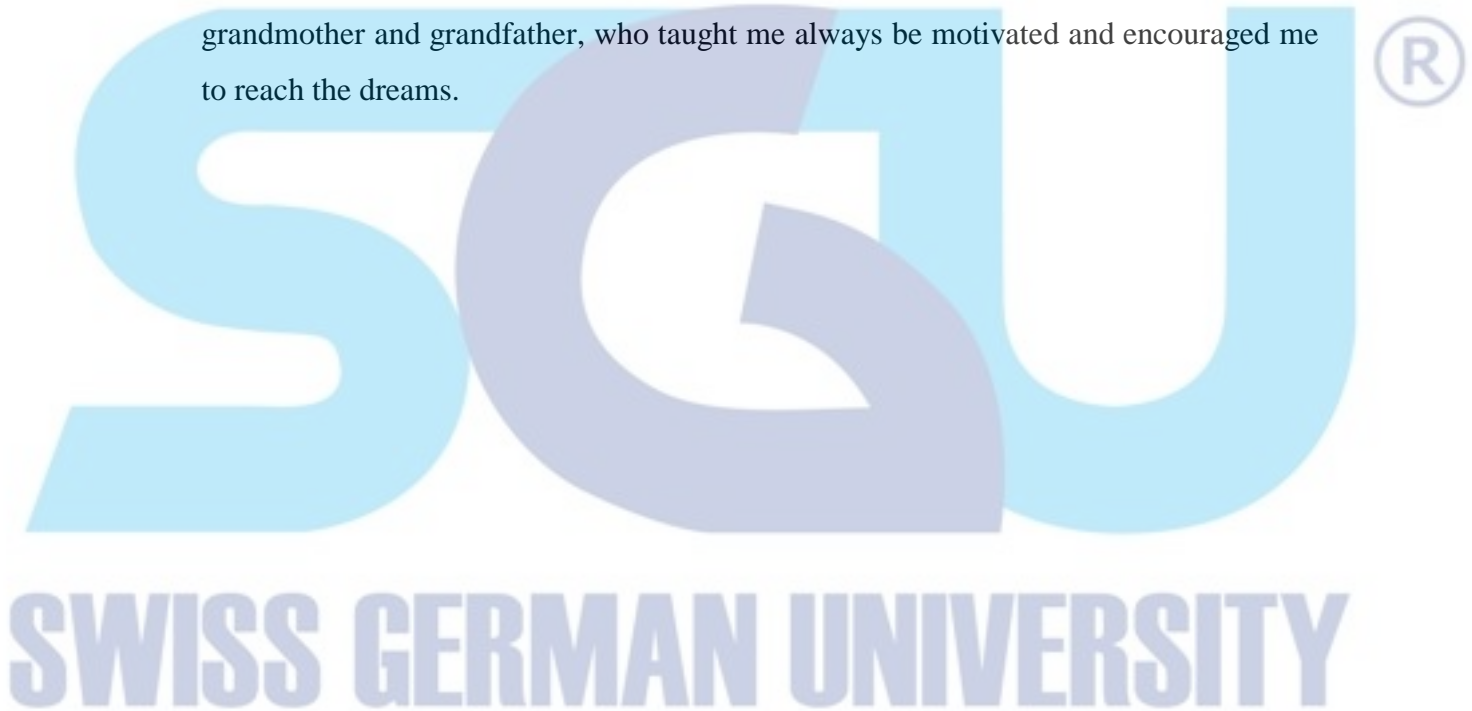 grandmother and grandfather, who taught me always be motivated and encouraged me
to reach the dreams.
SGU ®
SWISS GERMAN UNIVERSITY